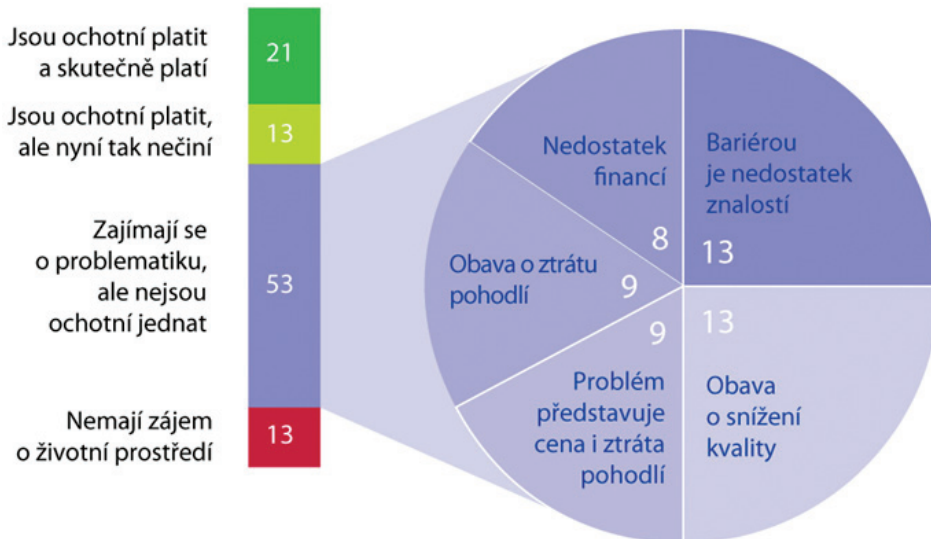 Jsou ochotní platit
a skutečně platí
21
Jsou ochotní platit,
ale nyní tak nečiní
13
Zajímají se
o problematiku,
ale nejsou
ochotní jednat
53
Nemají zájem
o životní prostředí
13
Nedostatek
financí
8
Bariérou
je nedostatek
znalostí
13
Obava o ztrátu
pohodlí
9
9
Problém
představuje
cena i ztráta
pohodlí
13
Obava
o snížení
kvality